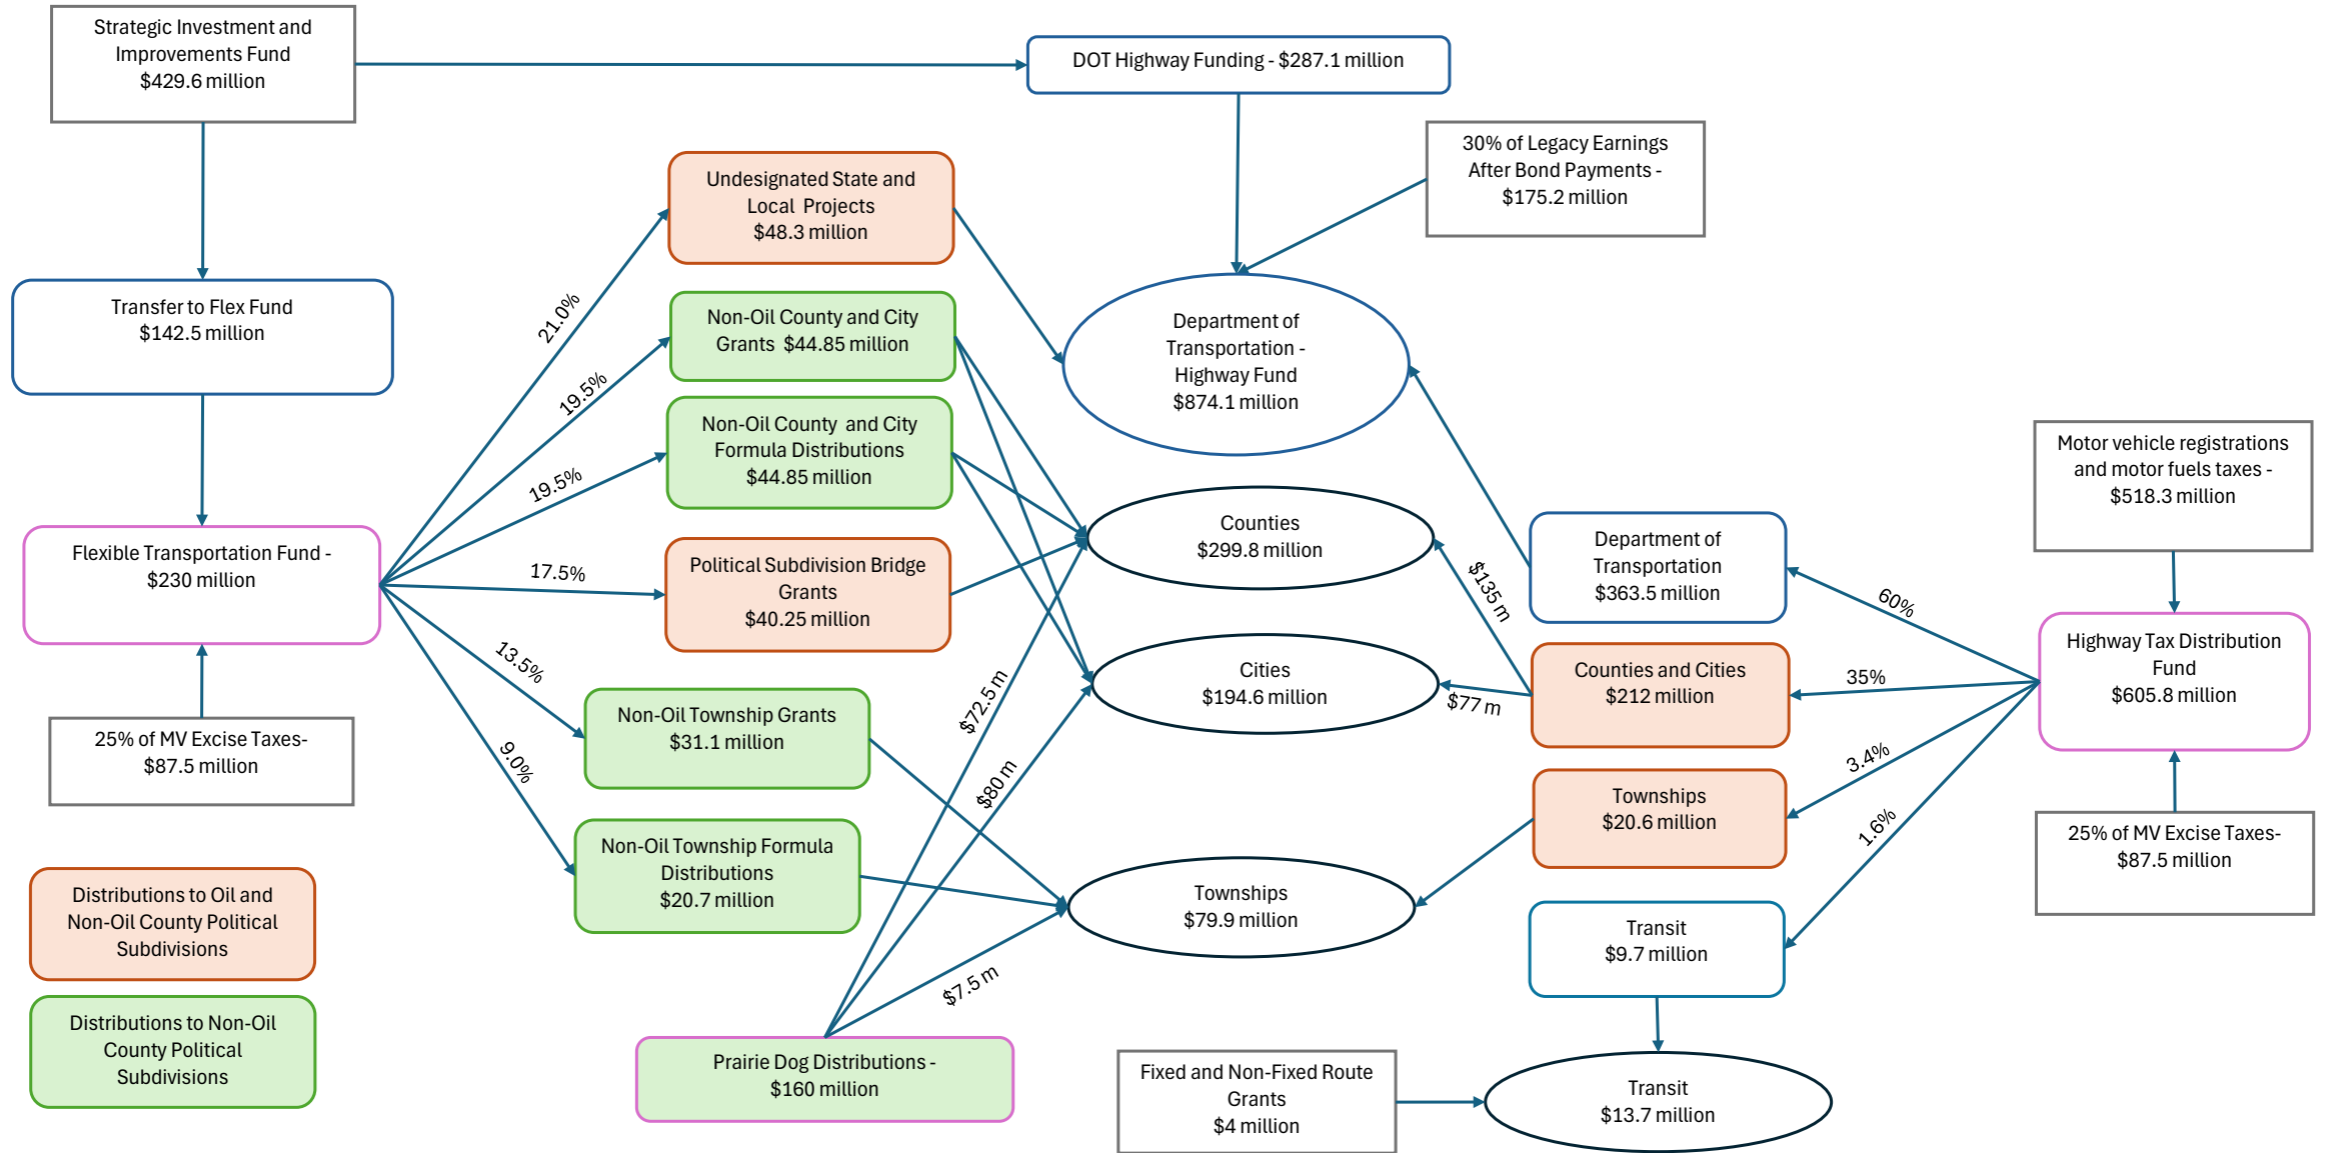 Strategic Investment and
Improvements Fund
$429.6 million
DOT Highway Funding - $287.1 million
30% of Legacy Earnings
After Bond Payments -
$175.2 million
Undesignated State and
Local  Projects
$48.3 million
Transfer to Flex Fund
$142.5 million
21.0%
Non-Oil County and City
Grants  $44.85 million
Department of
Transportation -
Highway Fund
$874.1 million
19.5%
Non-Oil County  and City
Formula Distributions
$44.85 million
19.5%
Motor vehicle registrations
and motor fuels taxes -
$518.3 million
Flexible Transportation Fund -
$230 million
17.5%
Political Subdivision Bridge
Grants
$40.25 million
Counties
$299.8 million
$135 m
Department of
Transportation
$363.5 million
60%
13.5%
Cities
$194.6 million
$77 m
Counties and Cities
$212 million
35%
Highway Tax Distribution
Fund
$605.8 million
25% of MV Excise Taxes-
$87.5 million
9.0%
Non-Oil Township Grants
$31.1 million
$72.5 m
$80 m
Townships
$20.6 million
3.4%
1.6%
25% of MV Excise Taxes-
$87.5 million
Non-Oil Township Formula
Distributions
$20.7 million
Distributions to Oil and
Non-Oil County Political
Subdivisions
Townships
$79.9 million
Transit
$9.7 million
$7.5 m
Distributions to Non-Oil
County Political
Subdivisions
Prairie Dog Distributions -
$160 million
Fixed and Non-Fixed Route
Grants
$4 million
Transit
$13.7 million